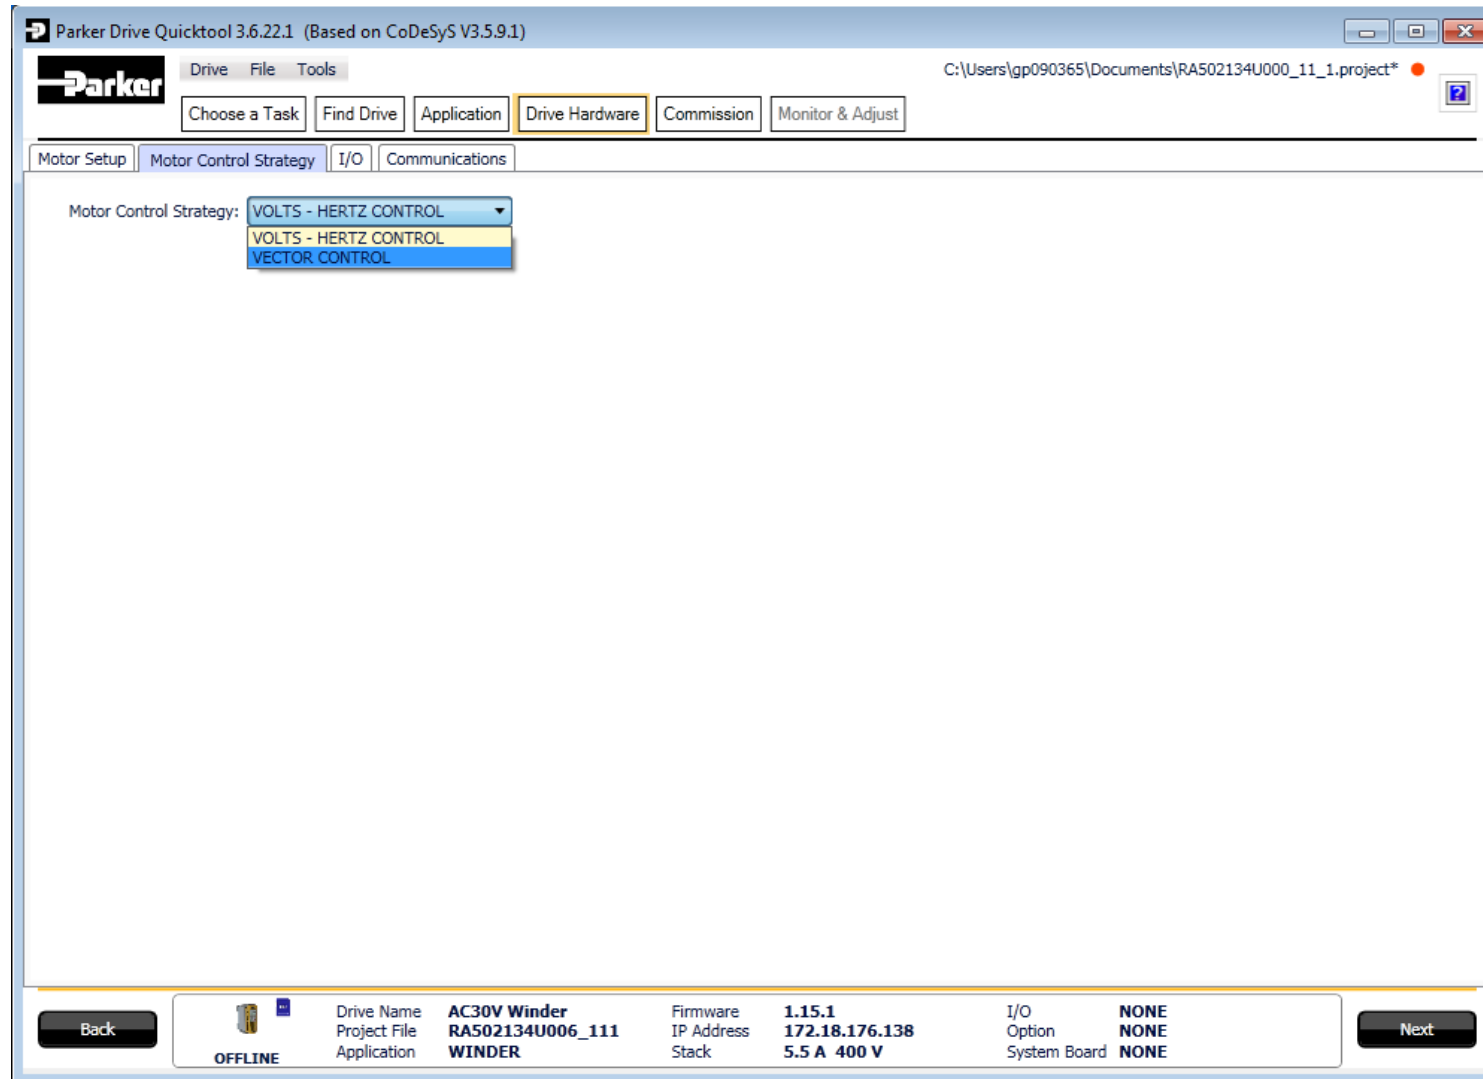 Parker Drive Quicktool 3.6.22.1 (Based on CoDeSyS V3.5.9.1)
Parker
Drive File Tools
C:\Users\gp090365\Documents\RA502134U000_11_1.project*
?
Choose a Task Find Drive Application Drive Hardware Commission Monitor & Adjust
Motor Setup Motor Control Strategy I/O Communications
Motor Control Strategy: VOLTS - HERTZ CONTROL
VOLTS - HERTZ CONTROL
VECTOR CONTROL
Back
OFFLINE
Drive Name AC30V Winder Firmware 1.15.1 I/O NONE
Project File RA502134U006_111 IP Address 172.18.176.138 Option NONE
Application WINDER Stack 5.5 A 400 V System Board NONE
Next